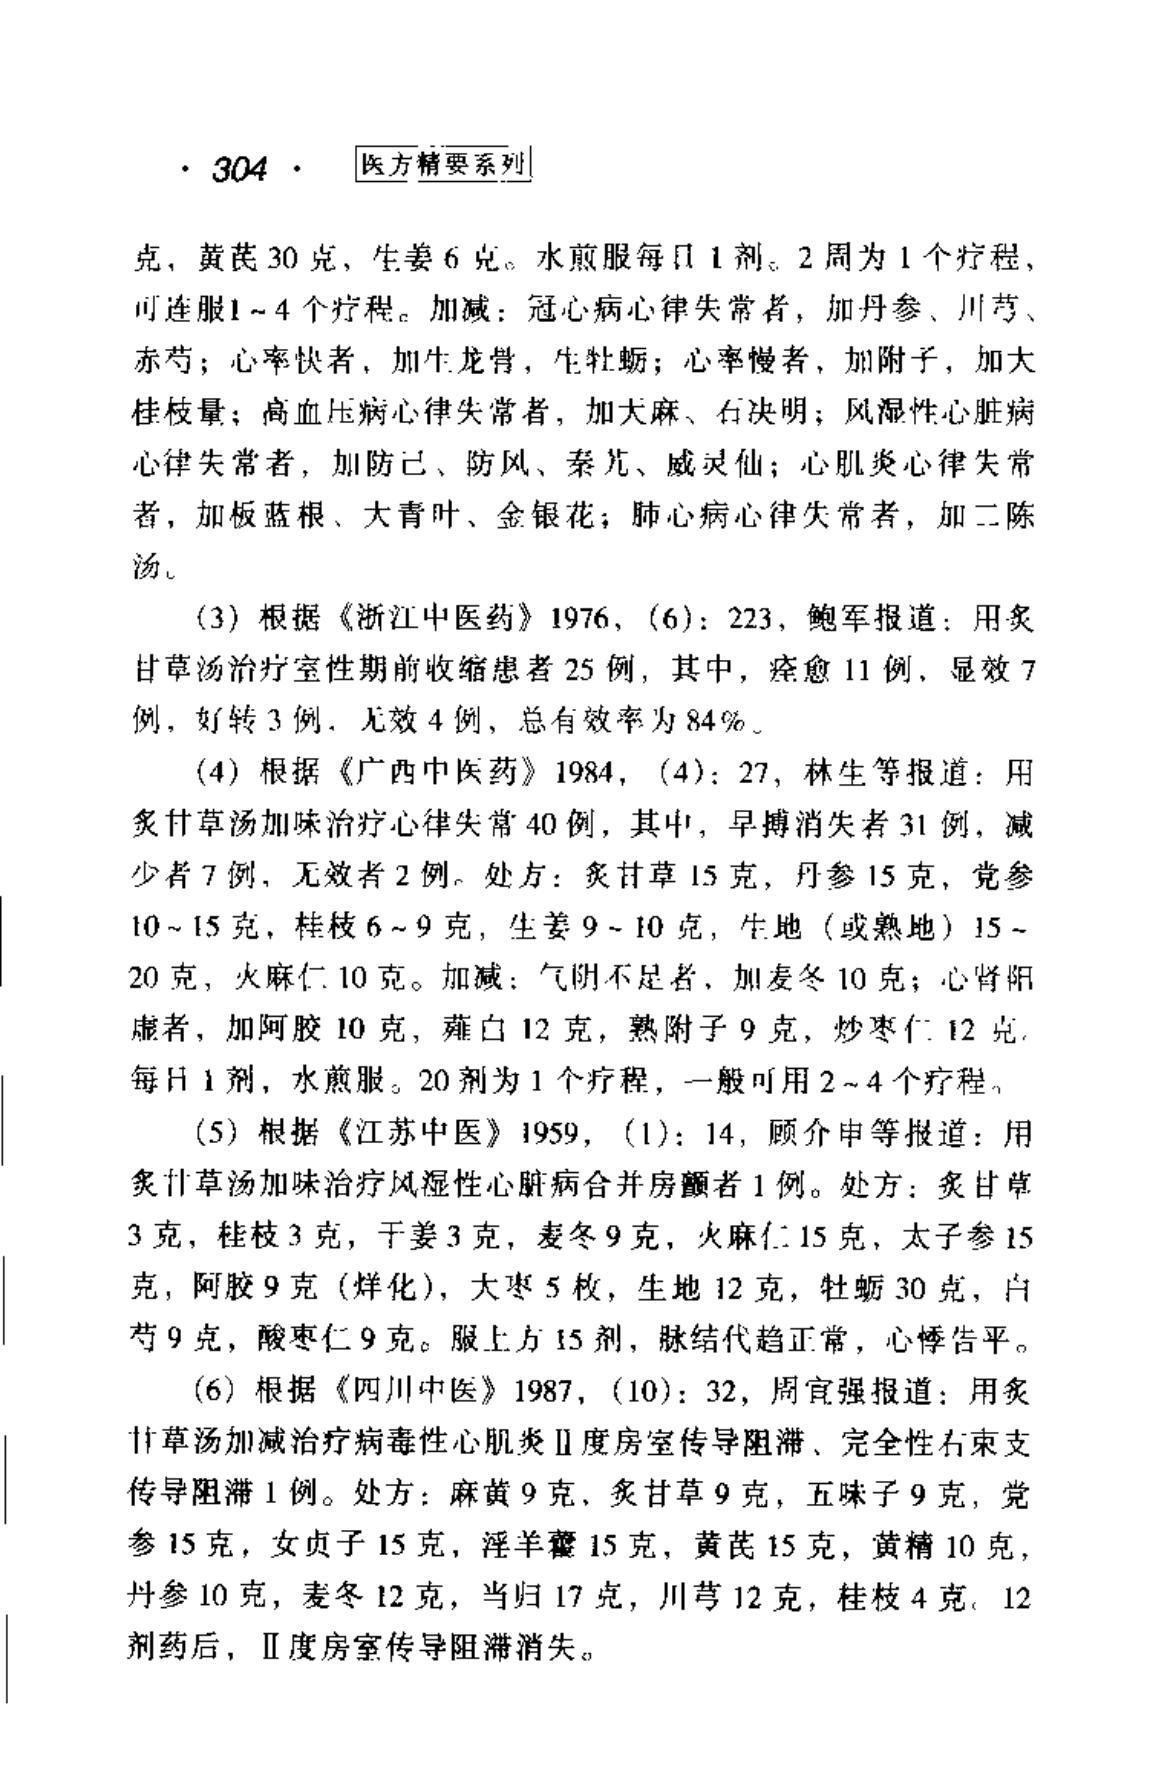 · 304 · 医方精要系列
克，黄芪 30 克，生姜 6 克。水煎服每日 1 剂。2 周为 1 个疗程，
可连服1~4 个疗程。加减：冠心病心律失常者，加丹参、川芎、
赤芍；心率快者，加生龙骨，生牡蛎；心率慢者，加附子，加大
桂枝量；高血压病心律失常者，加天麻、石决明；风湿性心脏病
心律失常者，加防己、防风、秦艽、威灵仙；心肌炎心律失常
者，加板蓝根、大青叶、金银花；肺心病心律失常者，加二陈
汤。
（3）根据《浙江中医药》1976，（6）：223，鲍军报道：用炙
甘草汤治疗室性期前收缩患者 25 例，其中，痊愈 11 例，显效 7
例，好转 3 例，无效 4 例，总有效率为 84%。
（4）根据《广西中医药》1984，（4）：27，林生等报道：用
炙甘草汤加味治疗心律失常 40 例，其中，早搏消失者 31 例，减
少者 7 例，无效者 2 例。处方：炙甘草 15 克，丹参 15 克，党参
10~15 克，桂枝 6~9 克，生姜 9~10 克，生地（或熟地）15~
20 克，火麻仁 10 克。加减：气阴不足者，加麦冬 10 克；心肾阳
虚者，加阿胶 10 克，薤白 12 克，熟附子 9 克，炒枣仁 12 克。
每日 1 剂，水煎服。20 剂为 1 个疗程，一般可用 2~4 个疗程。
（5）根据《江苏中医》1959，（1）：14，顾介申等报道：用
炙甘草汤加味治疗风湿性心脏病合并房颤者 1 例。处方：炙甘草
3 克，桂枝 3 克，干姜 3 克，麦冬 9 克，火麻仁 15 克，太子参 15
克，阿胶 9 克（烊化），大枣 5 枚，生地 12 克，牡蛎 30 克，白
芍 9 克，酸枣仁 9 克。服上方 15 剂，脉结代趋正常，心悸告平。
（6）根据《四川中医》1987，（10）：32，周宜强报道：用炙
甘草汤加减治疗病毒性心肌炎Ⅱ度房室传导阻滞、完全性右束支
传导阻滞 1 例。处方：麻黄 9 克，炙甘草 9 克，五味子 9 克，党
参 15 克，女贞子 15 克，淫羊藿 15 克，黄芪 15 克，黄精 10 克，
丹参 10 克，麦冬 12 克，当归 17 克，川芎 12 克，桂枝 4 克。12
剂药后，Ⅱ度房室传导阻滞消失。